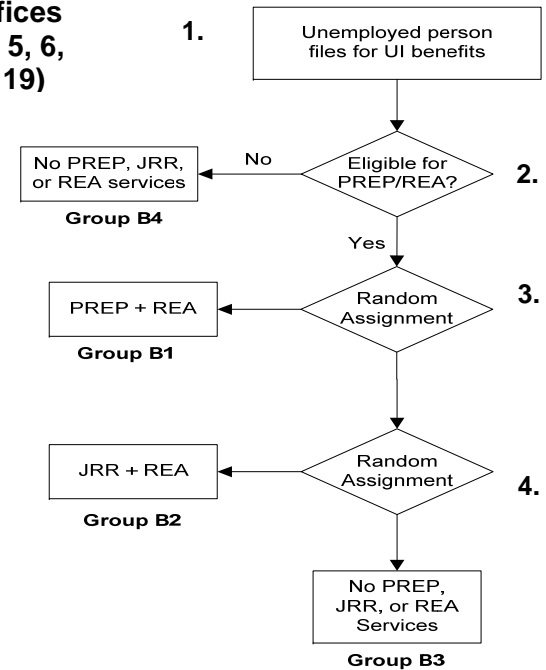 fices
5, 6,
19)
1.
Unemployed person
files for UI benefits
No PREP, JRR,
or REA services
No
Eligible for
PREP/REA?
2.
Group B4
Yes
PREP + REA
Random
Assignment
3.
Group B1
JRR + REA
Random
Assignment
4.
Group B2
No PREP,
JRR, or REA
Services
Group B3